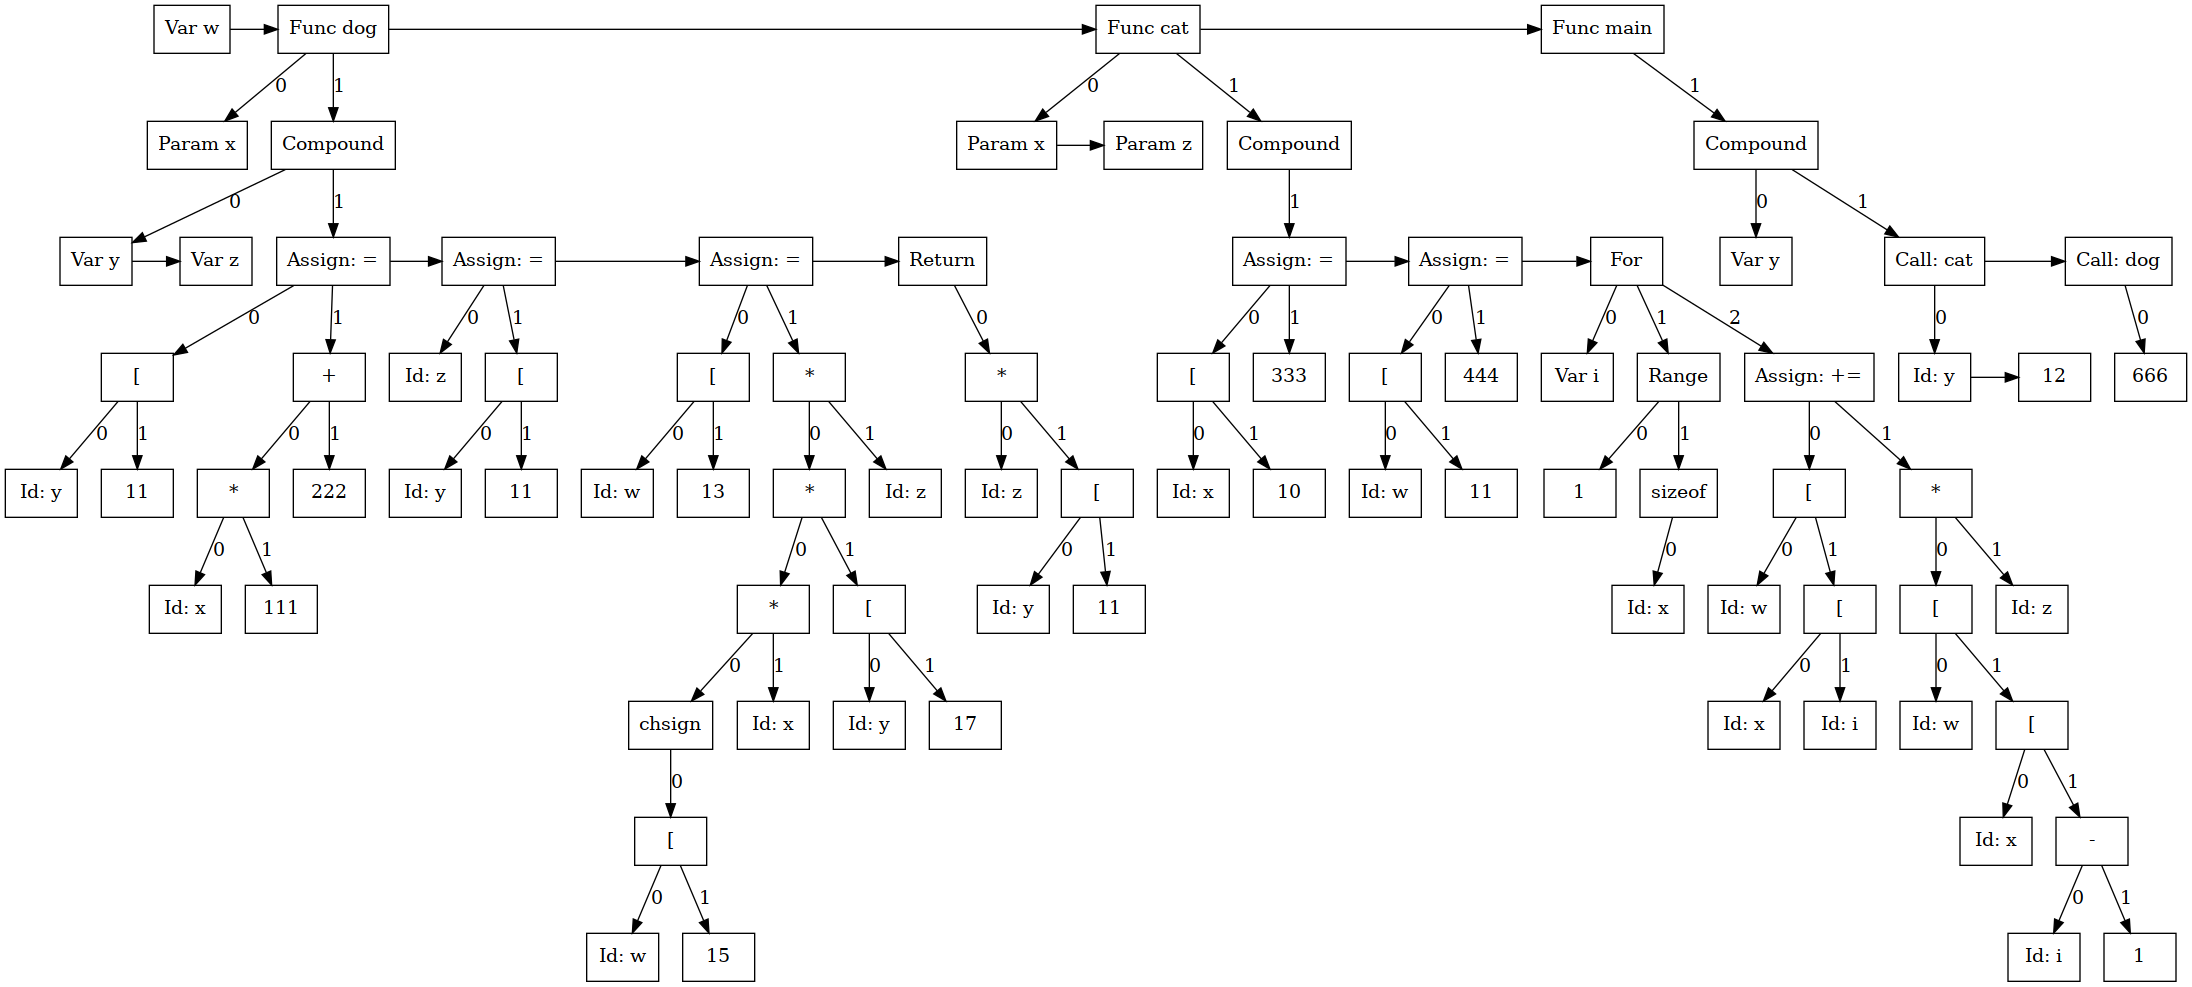 Var w
Func dog
Func cat
Func main
0
1
0
1
1
Param x
Compound
Param x
Param z
Compound
Compound
0
1
1
0
1
Var y
Var z
Assign: =
Assign: =
Assign: =
Return
Assign: =
Assign: =
For
Var y
Call: cat
Call: dog
0
1
0
1
0
1
0
0
1
0
1
0
1
2
0
0
[
+
Id: z
[
[
*
*
[
333
[
444
Var i
Range
Assign: +=
Id: y
12
666
0
1
0
1
0
1
0
1
0
1
0
1
0
1
0
1
0
1
0
1
Id: y
11
*
222
Id: y
11
Id: w
13
*
Id: z
Id: z
[
Id: x
10
Id: w
11
1
sizeof
[
*
0
1
0
1
0
1
0
0
1
0
1
Id: x
111
*
[
Id: y
11
Id: x
Id: w
[
[
Id: z
0
1
0
1
0
1
0
1
chsign
Id: x
Id: y
17
Id: x
Id: i
Id: w
[
0
0
1
[
Id: x
-
0
1
0
1
Id: w
15
Id: i
1